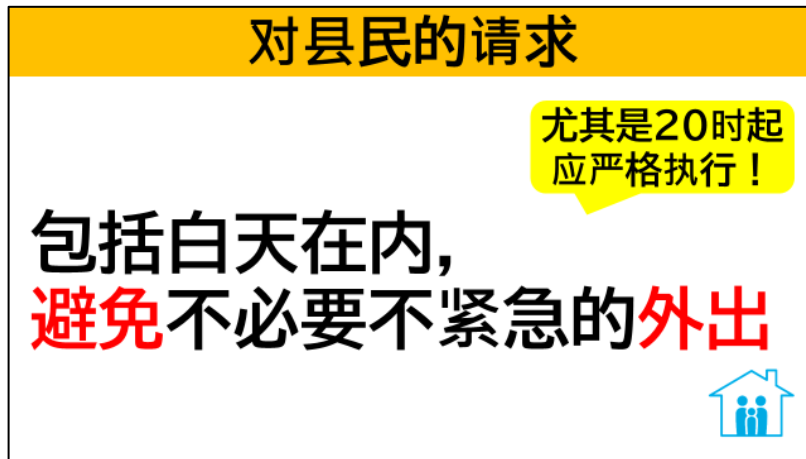 对县民的请求
尤其是20时起
应严格执行！
包括白天在内，
避免不必要不紧急的外出